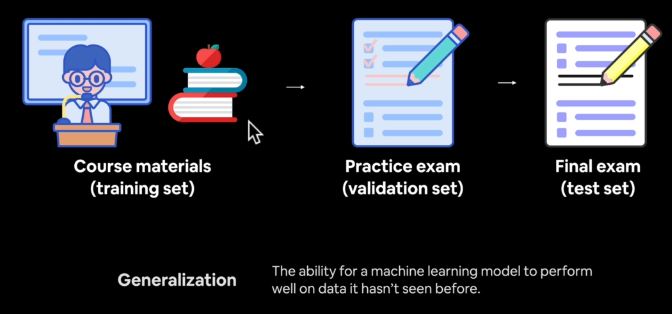 Course materials
(training set)
Practice exam
(validation set)
Final exam
(test set)
Generalization
The ability for a machine learning model to perform
well on data it hasn't seen before.